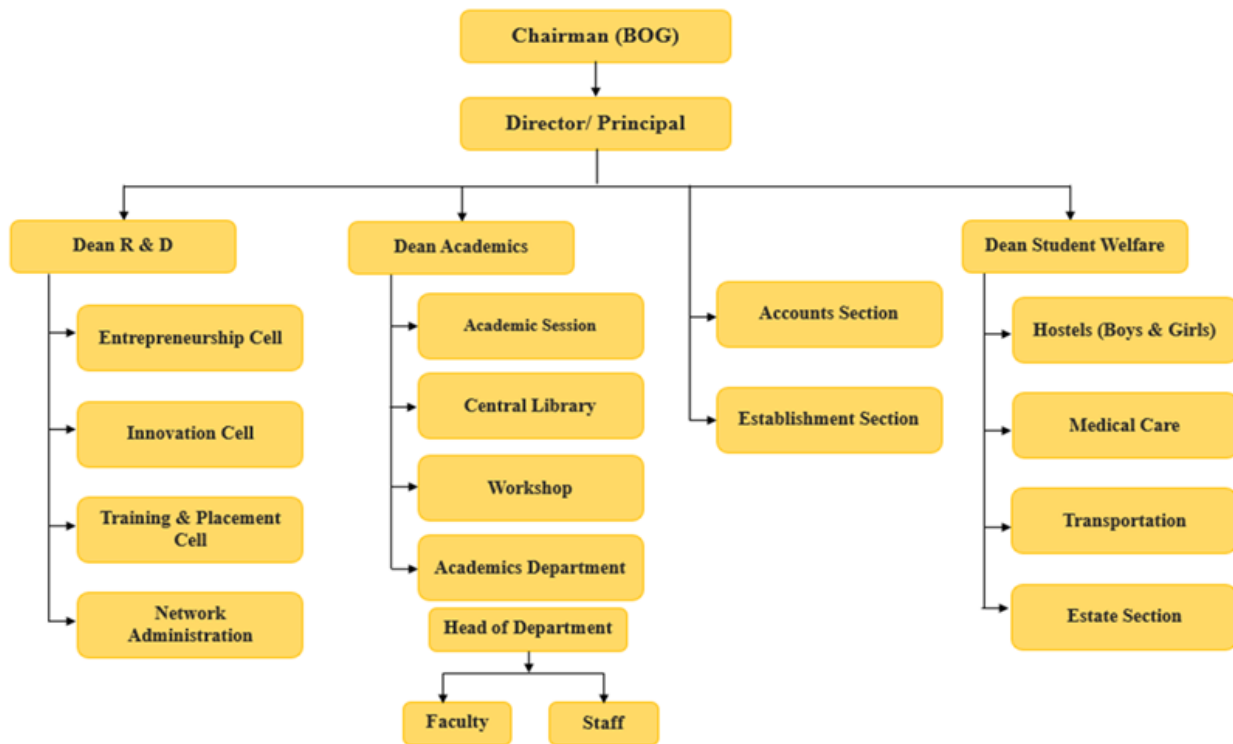 Chairman (BOG)
Director/ Principal
Dean R & D
Entrepreneurship Cell
Innovation Cell
Training & Placement
Cell
Network
Administration
Dean Academics
Academic Session
Central Library
Workshop
Academics Department
Head of Department
Faculty
Staff
Accounts Section
Establishment Section
Dean Student Welfare
Hostels (Boys & Girls)
Medical Care
Transportation
Estate Section